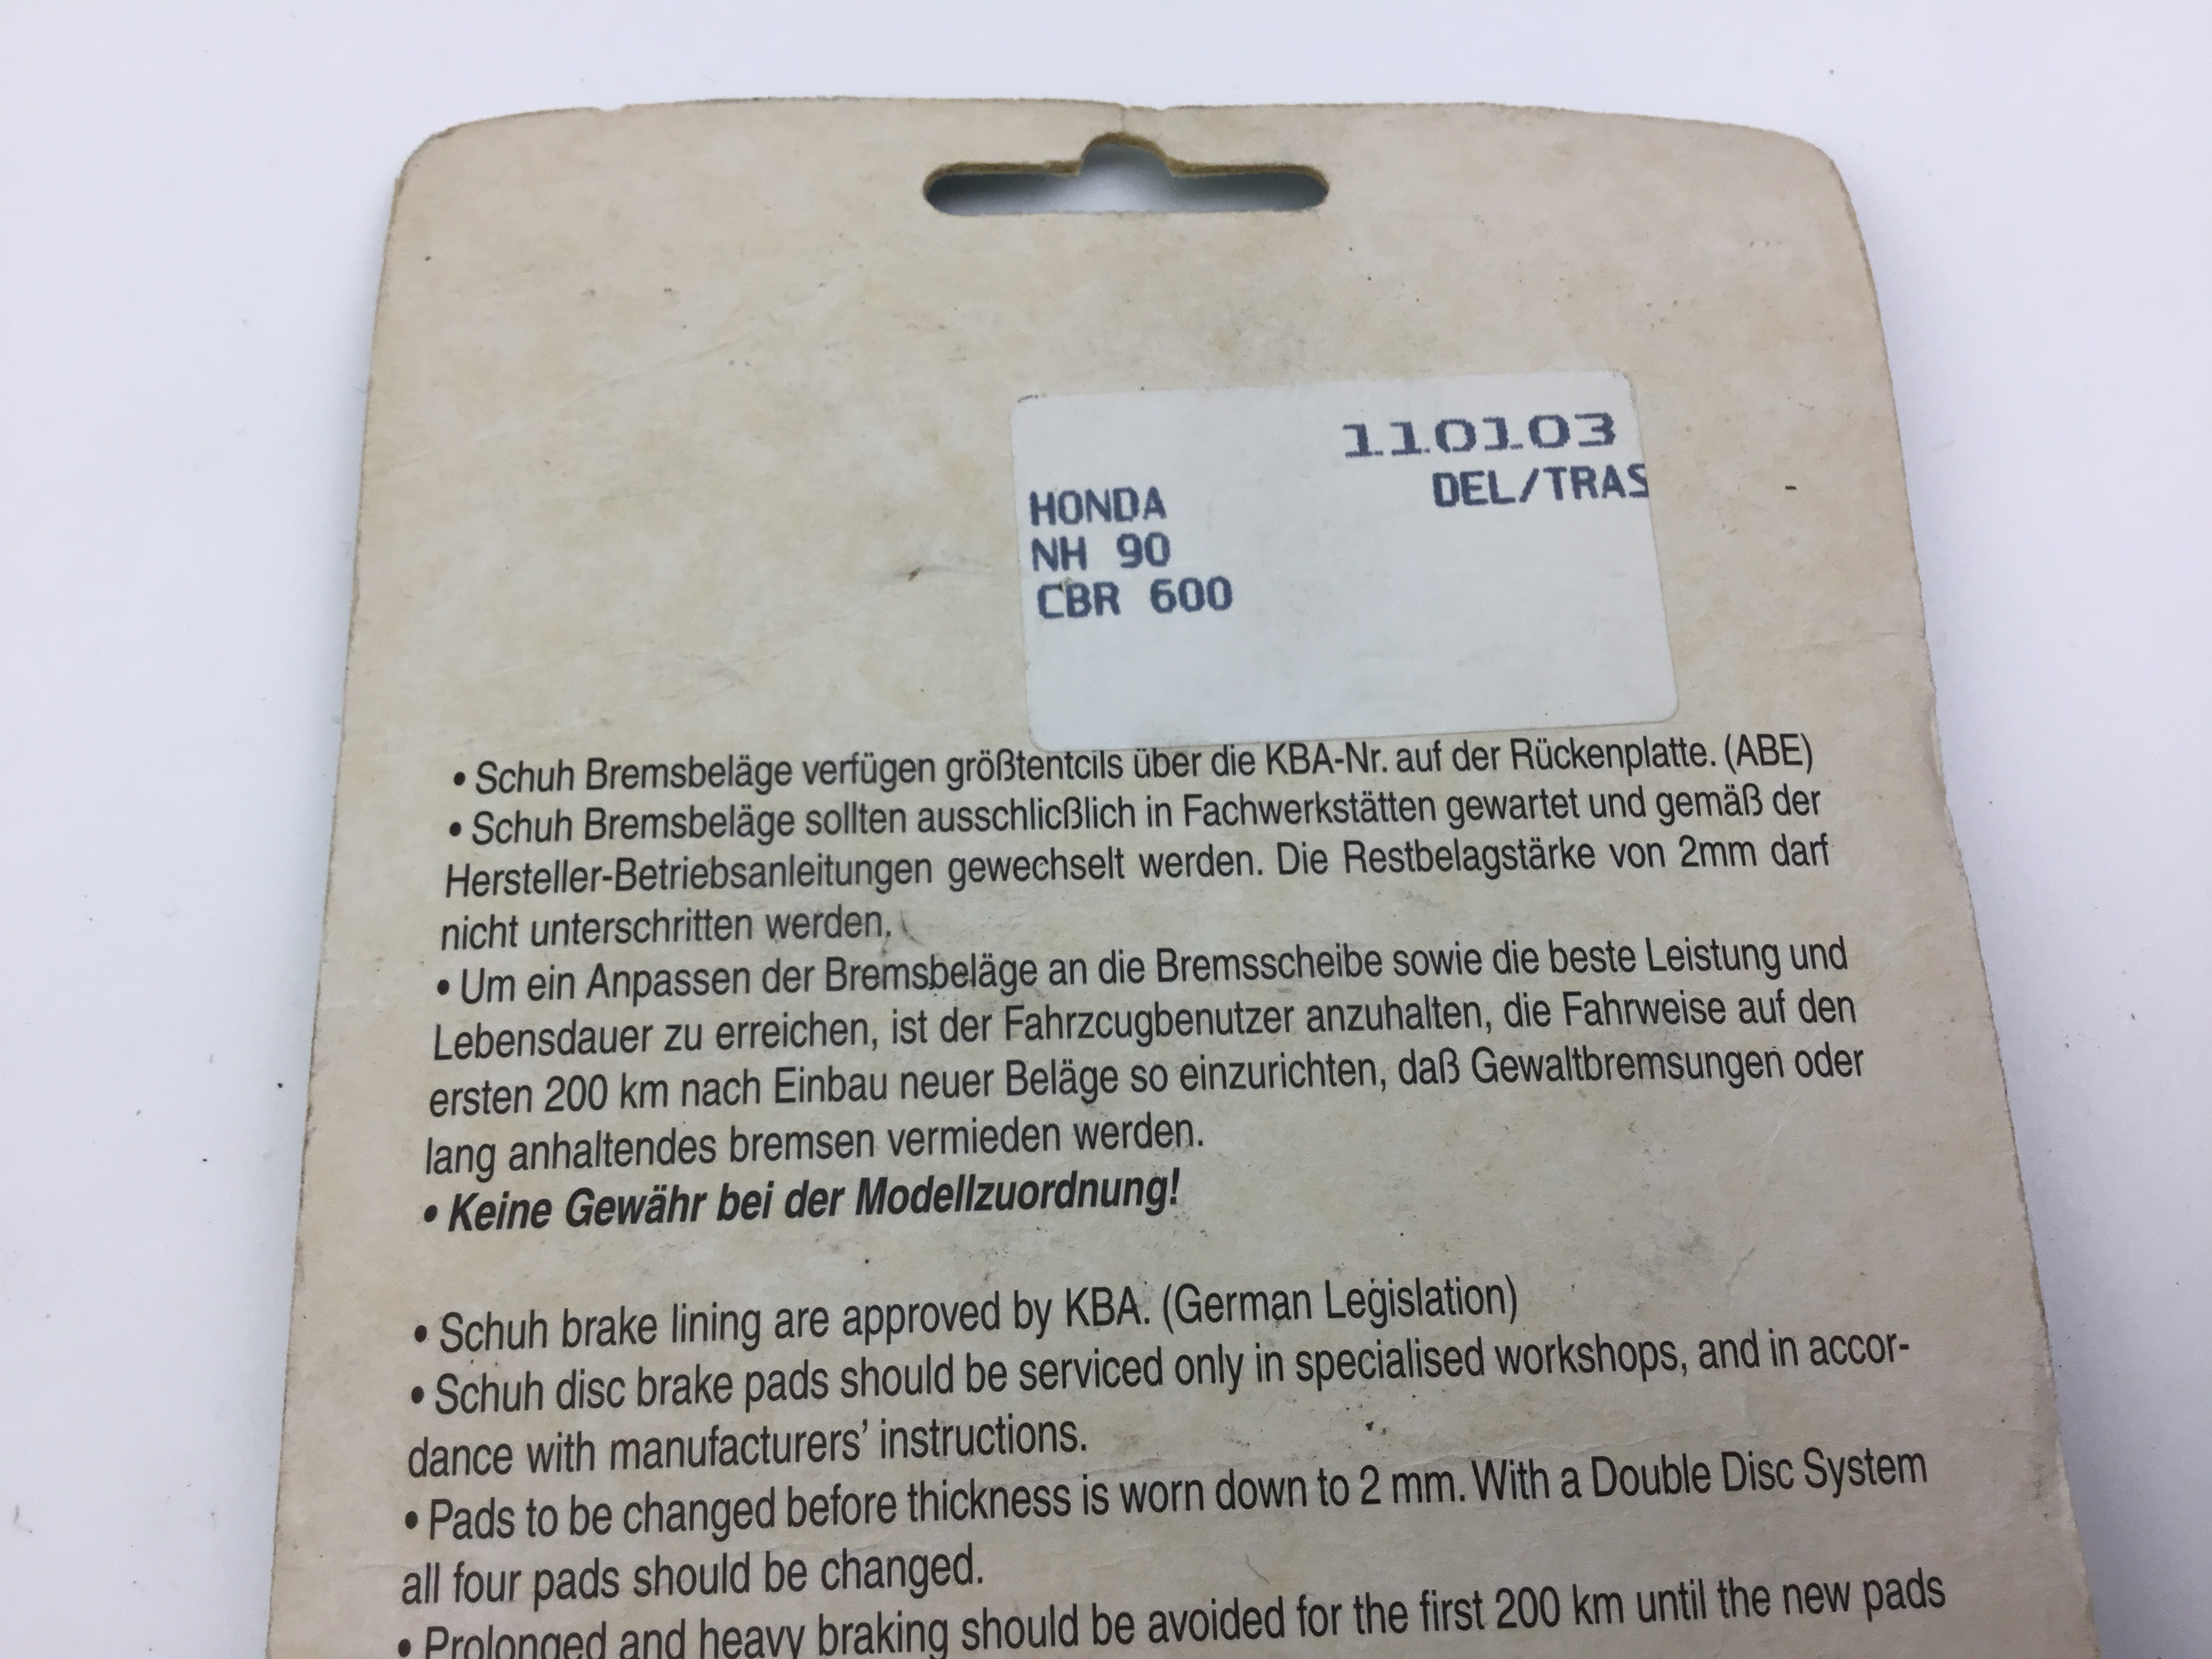 110103
DEL/TRAS
HONDA
NH 90
CBR 600
• Schuh Bremsbeläge verfügen größtenteils über die KBA-Nr. auf der Rückenplatte. (ABE)
• Schuh Bremsbeläge sollten ausschließlich in Fachwerkstätten gewartet und gemäß der
Hersteller-Betriebsanleitungen gewechselt werden. Die Restbelagstärke von 2mm darf
nicht unterschritten werden.
• Um ein Anpassen der Bremsbeläge an die Bremsscheibe sowie die beste Leistung und
Lebensdauer zu erreichen, ist der Fahrzeugbenutzer anzuhalten, die Fahrweise auf den
ersten 200 km nach Einbau neuer Beläge so einzurichten, daß Gewaltbremsungen oder
lang anhaltendes bremsen vermieden werden.
• Keine Gewähr bei der Modellzuordnung!
• Schuh brake lining are approved by KBA. (German Legislation)
• Schuh disc brake pads should be serviced only in specialised workshops, and in accor-
dance with manufacturers’ instructions.
• Pads to be changed before thickness is worn down to 2 mm. With a Double Disc System
all four pads should be changed.
• Prolonged and heavy braking should be avoided for the first 200 km until the new pads